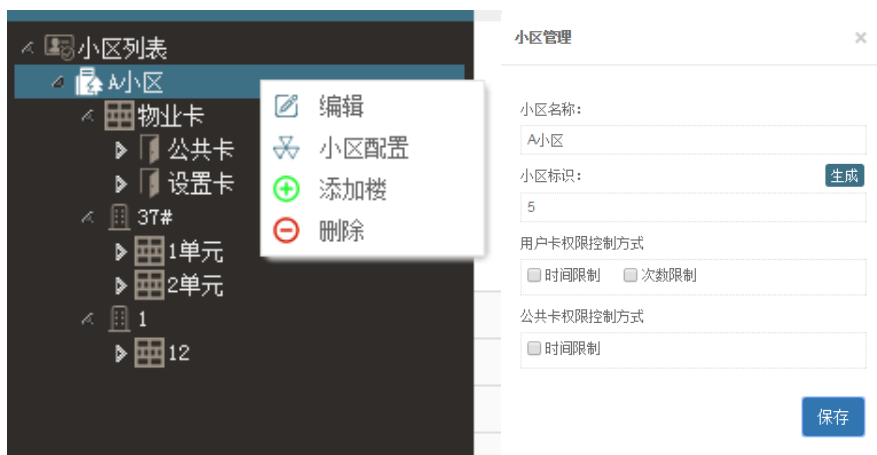 小区列表
A小区
物业卡
公共卡
设置卡
37#
1单元
2单元
1
12
编辑
小区配置
添加楼
删除
小区管理
×
小区名称：
A小区
小区标识： 生成
5
用户卡权限控制方式
时间限制 次数限制
公共卡权限控制方式
时间限制
保存